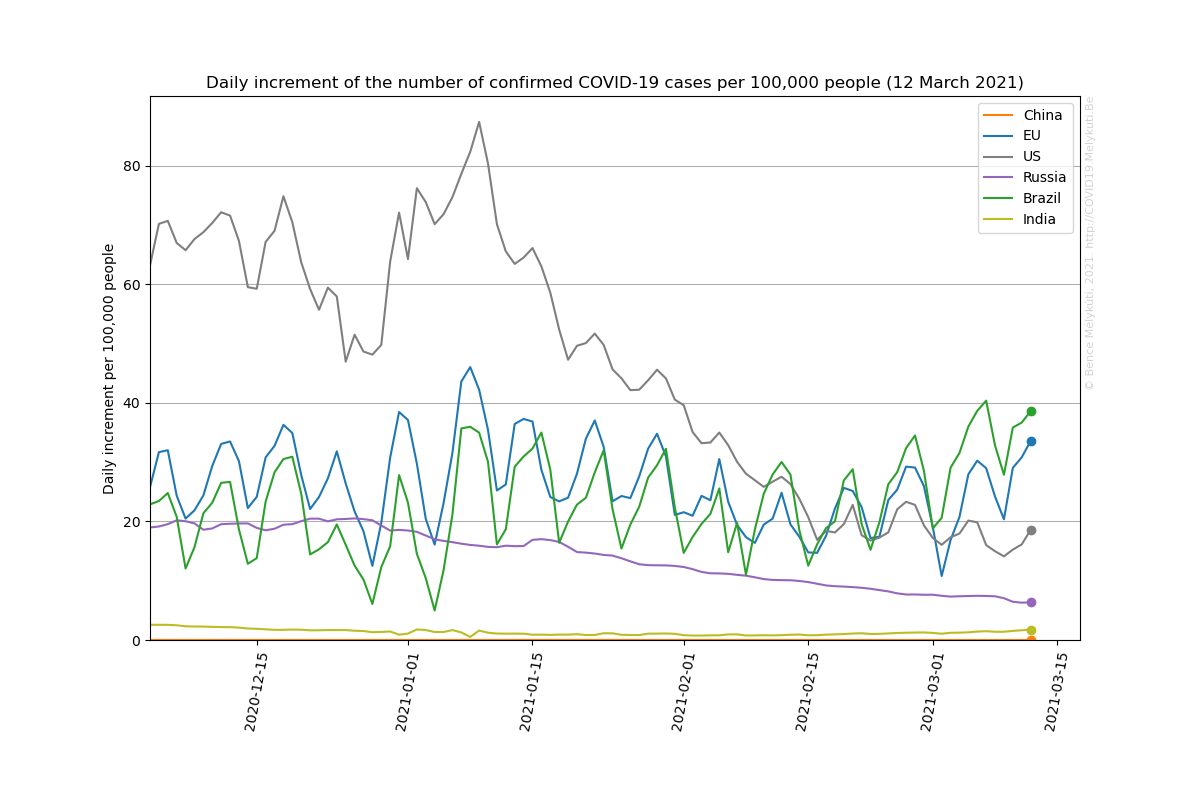 Daily increment of the number of confirmed COVID-19 cases per 100,000 people (12 March 2021)
China
EU
US
Russia
Brazil
India
© Bence Mélykúti, 2021 http://COVID19.Melykuti.Be
Daily increment per 100,000 people
80
60
40
20
0
2020-12-15
2021-01-01
2021-01-15
2021-02-01
2021-02-15
2021-03-01
2021-03-15